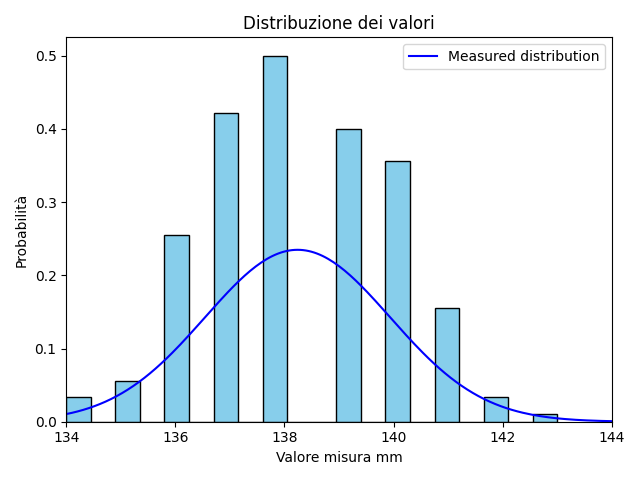 Distribuzione dei valori
Measured distribution
0.5
0.4
0.3
0.2
0.1
0.0
Probabilità
134 136 138 140 142 144
Valore misura mm